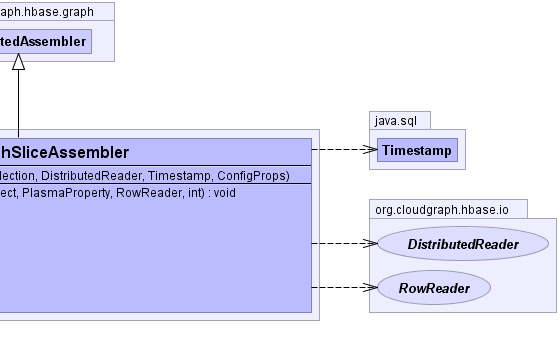 aph.hbase.graph
tedAssembler
hSliceAssembler
lection, DistributedReader, Timestamp, ConfigProps)
ect, PlasmaProperty, RowReader, int) : void
java.sql
Timestamp
org.cloudgraph.hbase.io
DistributedReader
RowReader